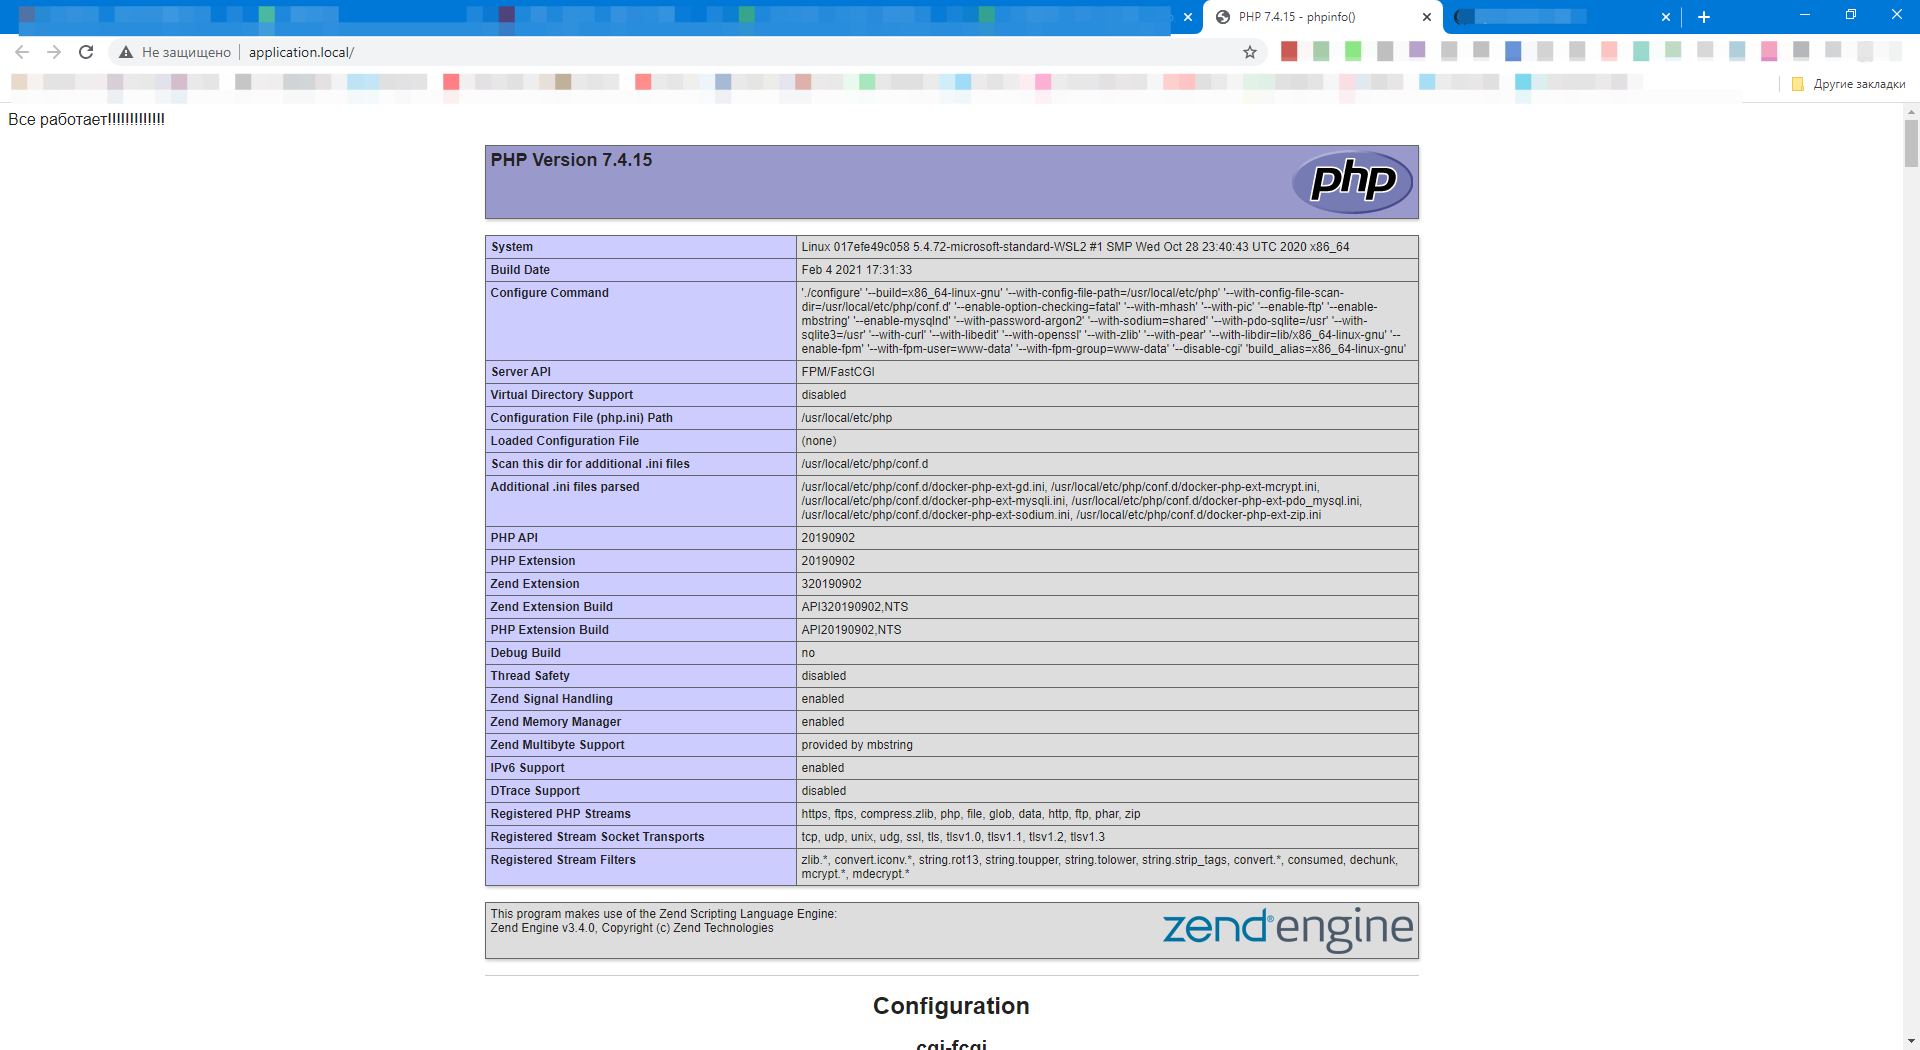 PHP 7.4.15 - phpinfo()
Не защищено
application.local/
Другие закладки
Все работает!!!!!!!!!!!!!
PHP Version 7.4.15
php
System Linux 017efe49c058 5.4.72-microsoft-standard-WSL2 #1 SMP Wed Oct 28 23:40:43 UTC 2020 x86_64
Build Date Feb 4 2021 17:31:33
Configure Command './configure' '--build=x86_64-linux-gnu' '--with-config-file-path=/usr/local/etc/php' '--with-config-file-scan-
dir=/usr/local/etc/php/conf.d' '--enable-option-checking=fatal' '--with-mhash' '--with-pic' '--enable-ftp' '--enable-
mbstring' '--enable-mysqlnd' '--with-password-argon2' '--with-sodium=shared' '--with-pdo-sqlite=/usr' '--with-
sqlite3=/usr' '--with-curl' '--with-libedit' '--with-openssl' '--with-zlib' '--with-pear' '--with-libdir=lib/x86_64-linux-gnu' '--
enable-fpm' '--with-fpm-user=www-data' '--with-fpm-group=www-data' '--disable-cgi' 'build_alias=x86_64-linux-gnu'
Server API FPM/FastCGI
Virtual Directory Support disabled
Configuration File (php.ini) Path /usr/local/etc/php
Loaded Configuration File (none)
Scan this dir for additional .ini files /usr/local/etc/php/conf.d
Additional .ini files parsed /usr/local/etc/php/conf.d/docker-php-ext-gd.ini, /usr/local/etc/php/conf.d/docker-php-ext-mcrypt.ini,
/usr/local/etc/php/conf.d/docker-php-ext-mysqli.ini, /usr/local/etc/php/conf.d/docker-php-ext-pdo_mysql.ini,
/usr/local/etc/php/conf.d/docker-php-ext-sodium.ini, /usr/local/etc/php/conf.d/docker-php-ext-zip.ini
PHP API 20190902
PHP Extension 20190902
Zend Extension 320190902
Zend Extension Build API320190902,NTS
PHP Extension Build API20190902,NTS
Debug Build no
Thread Safety disabled
Zend Signal Handling enabled
Zend Memory Manager enabled
Zend Multibyte Support provided by mbstring
IPv6 Support enabled
DTrace Support disabled
Registered PHP Streams https, ftps, compress.zlib, php, file, glob, data, http, ftp, phar, zip
Registered Stream Socket Transports tcp, udp, unix, udg, ssl, tls, tlsv1.0, tlsv1.1, tlsv1.2, tlsv1.3
Registered Stream Filters zlib.*, convert.iconv.*, string.rot13, string.toupper, string.tolower, string.strip_tags, convert.*, consumed, dechunk,
mcrypt.*, mdecrypt.*
This program makes use of the Zend Scripting Language Engine:
Zend Engine v3.4.0, Copyright (c) Zend Technologies
zend®engine
Configuration
cgi-fcgi